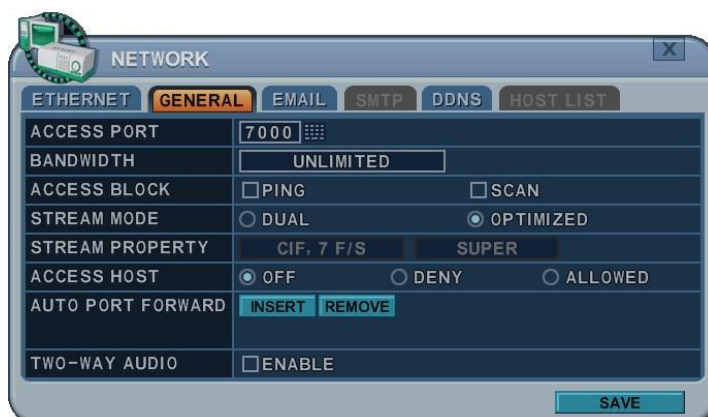 NETWORK X
ETHERNET GENERAL EMAIL SMTP DDNS HOST LIST
ACCESS PORT 7000
BANDWIDTH UNLIMITED
ACCESS BLOCK PING SCAN
STREAM MODE DUAL OPTIMIZED
STREAM PROPERTY CIF, 7 F/S SUPER
ACCESS HOST OFF DENY ALLOWED
AUTO PORT FORWARD INSERT REMOVE
TWO-WAY AUDIO ENABLE
SAVE